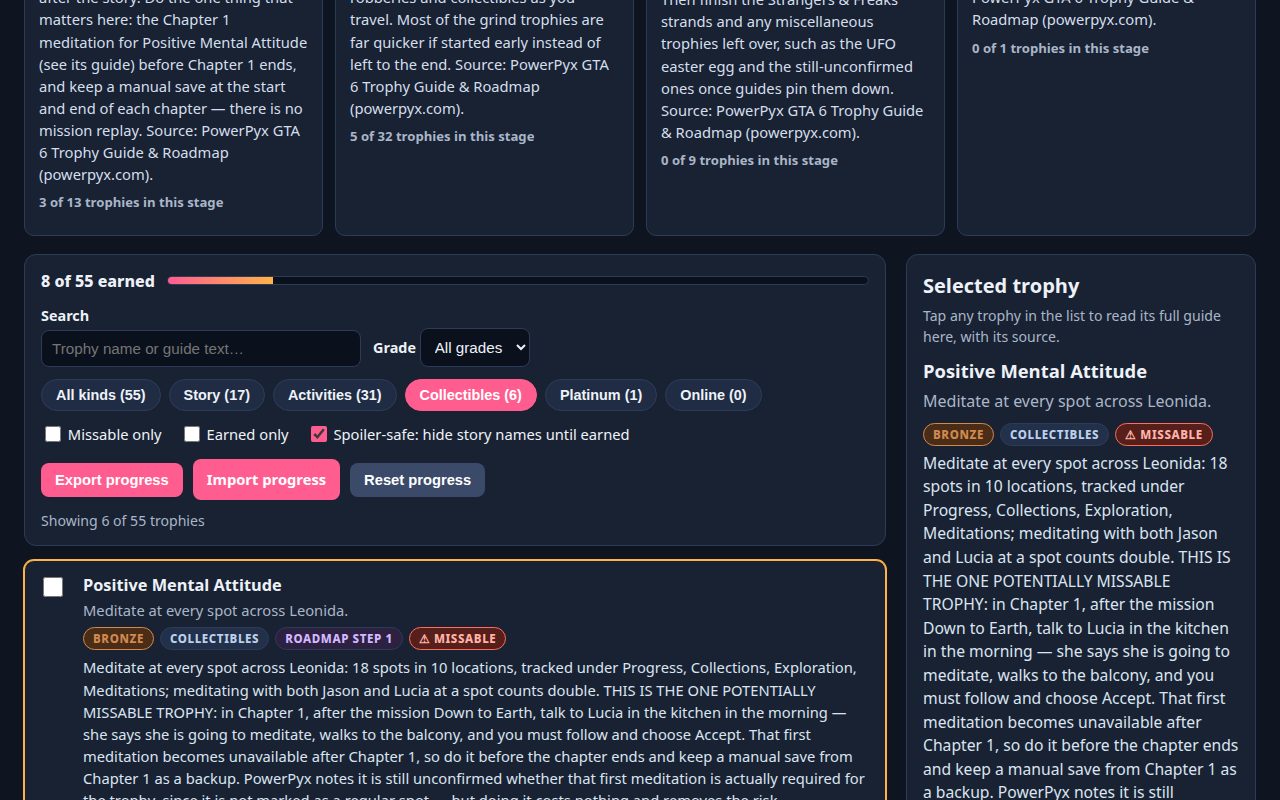 after the story. Do the one thing that
matters here: the Chapter 1
meditation for Positive Mental Attitude
(see its guide) before Chapter 1 ends,
and keep a manual save at the start
and end of each chapter — there is no
mission replay. Source: PowerPyx GTA
6 Trophy Guide & Roadmap
(powerpyx.com).
3 of 13 trophies in this stage
robberies and collectibles as you
travel. Most of the grind trophies are
far quicker if started early instead of
left to the end. Source: PowerPyx GTA
6 Trophy Guide & Roadmap
(powerpyx.com).
5 of 32 trophies in this stage
Then finish the Strangers & Freaks
strands and any miscellaneous
trophies left over, such as the UFO
easter egg and the still-unconfirmed
ones once guides pin them down.
Source: PowerPyx GTA 6 Trophy Guide
& Roadmap (powerpyx.com).
0 of 9 trophies in this stage
PowerPyx GTA 6 Trophy Guide &
Roadmap (powerpyx.com).
0 of 1 trophies in this stage
8 of 55 earned
Search
Trophy name or guide text…
Grade
All grades
All kinds (55)
Story (17)
Activities (31)
Collectibles (6)
Platinum (1)
Online (0)
Missable only
Earned only
Spoiler-safe: hide story names until earned
Export progress
Import progress
Reset progress
Showing 6 of 55 trophies
Positive Mental Attitude
Meditate at every spot across Leonida.
BRONZE
COLLECTIBLES
ROADMAP STEP 1
⚠ MISSABLE
Meditate at every spot across Leonida: 18 spots in 10 locations, tracked under Progress, Collections, Exploration,
Meditations; meditating with both Jason and Lucia at a spot counts double. THIS IS THE ONE POTENTIALLY
MISSABLE TROPHY: in Chapter 1, after the mission Down to Earth, talk to Lucia in the kitchen in the morning —
she says she is going to meditate, walks to the balcony, and you must follow and choose Accept. That first
meditation becomes unavailable after Chapter 1, so do it before the chapter ends and keep a manual save from
Chapter 1 as a backup. PowerPyx notes it is still unconfirmed whether that first meditation is actually required for
the trophy, since it is not marked as a regular spot — but doing it costs nothing and removes the risk.
Selected trophy
Tap any trophy in the list to read its full guide
here, with its source.
Positive Mental Attitude
Meditate at every spot across Leonida.
BRONZE
COLLECTIBLES
⚠ MISSABLE
Meditate at every spot across Leonida: 18
spots in 10 locations, tracked under
Progress, Collections, Exploration,
Meditations; meditating with both Jason
and Lucia at a spot counts double. THIS IS
THE ONE POTENTIALLY MISSABLE
TROPHY: in Chapter 1, after the mission
Down to Earth, talk to Lucia in the kitchen
in the morning — she says she is going to
meditate, walks to the balcony, and you
must follow and choose Accept. That first
meditation becomes unavailable after
Chapter 1, so do it before the chapter ends
and keep a manual save from Chapter 1 as
a backup. PowerPyx notes it is still